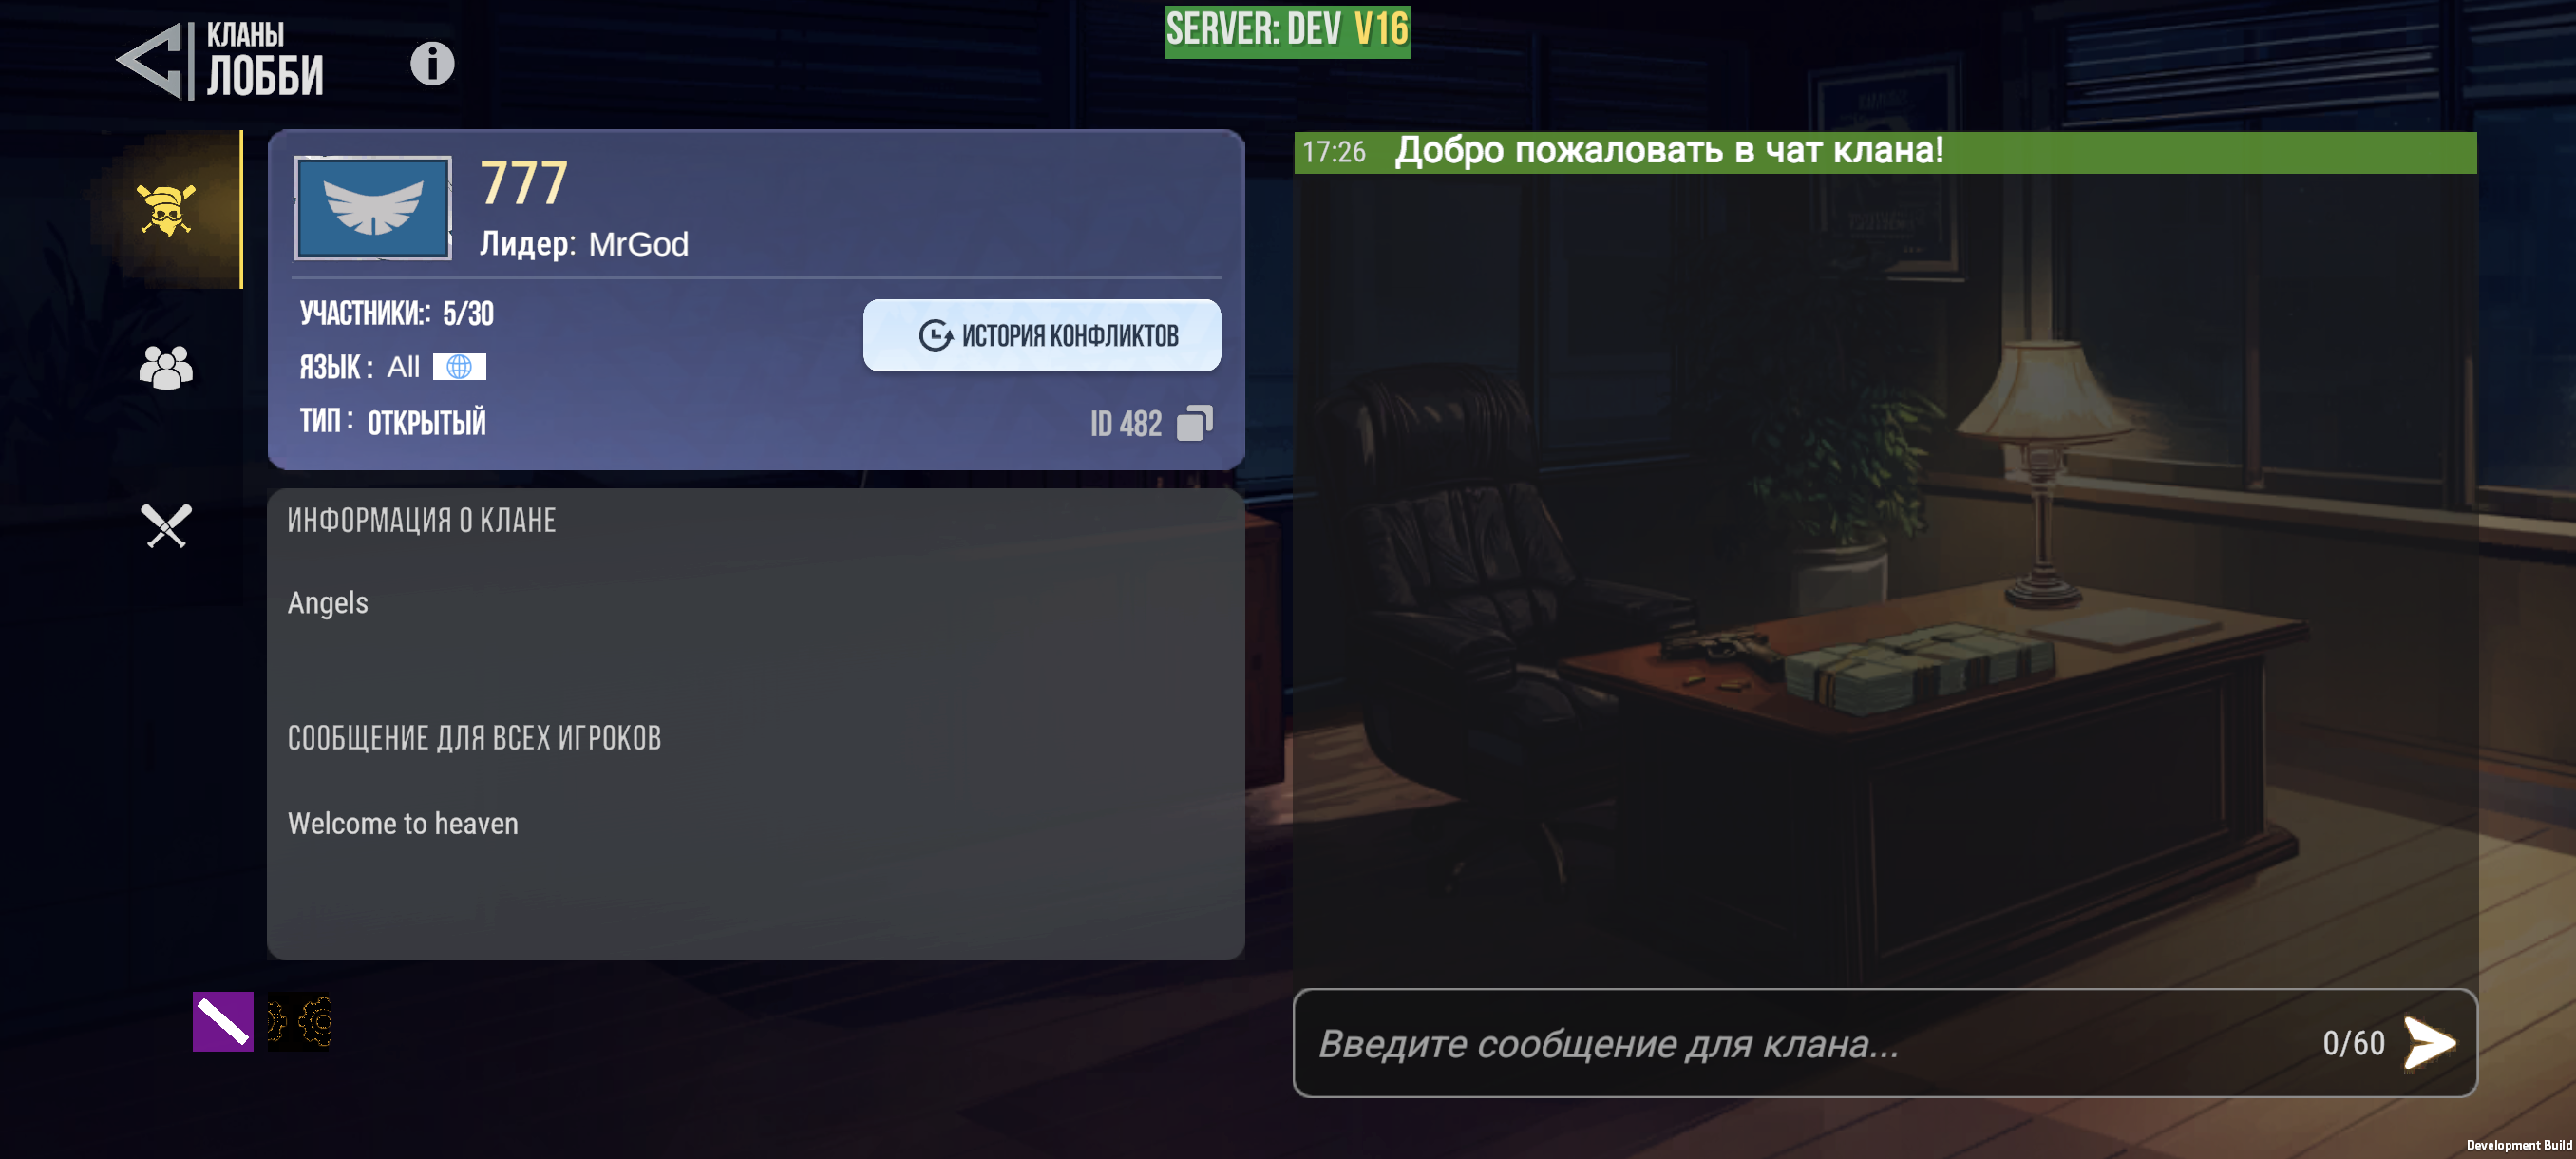 КЛАНЫ
ЛОББИ
SERVER: DEV V16
777
Лидер: MrGod
УЧАСТНИКИ:: 5/30
ИСТОРИЯ КОНФЛИКТОВ
ЯЗЫК : All
ТИП : ОТКРЫТЫЙ
ID 482
ИНФОРМАЦИЯ О КЛАНЕ
Angels
СООБЩЕНИЕ ДЛЯ ВСЕХ ИГРОКОВ
Welcome to heaven
17:26 Добро пожаловать в чат клана!
Введите сообщение для клана...
0/60
Development Build